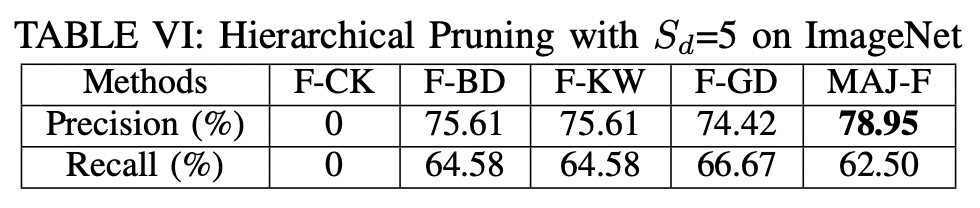 TABLE VI: Hierarchical Pruning with S_d=5 on ImageNet
Methods F-CK F-BD F-KW F-GD MAJ-F
Precision (%) 0 75.61 75.61 74.42 78.95
Recall (%) 0 64.58 64.58 66.67 62.50